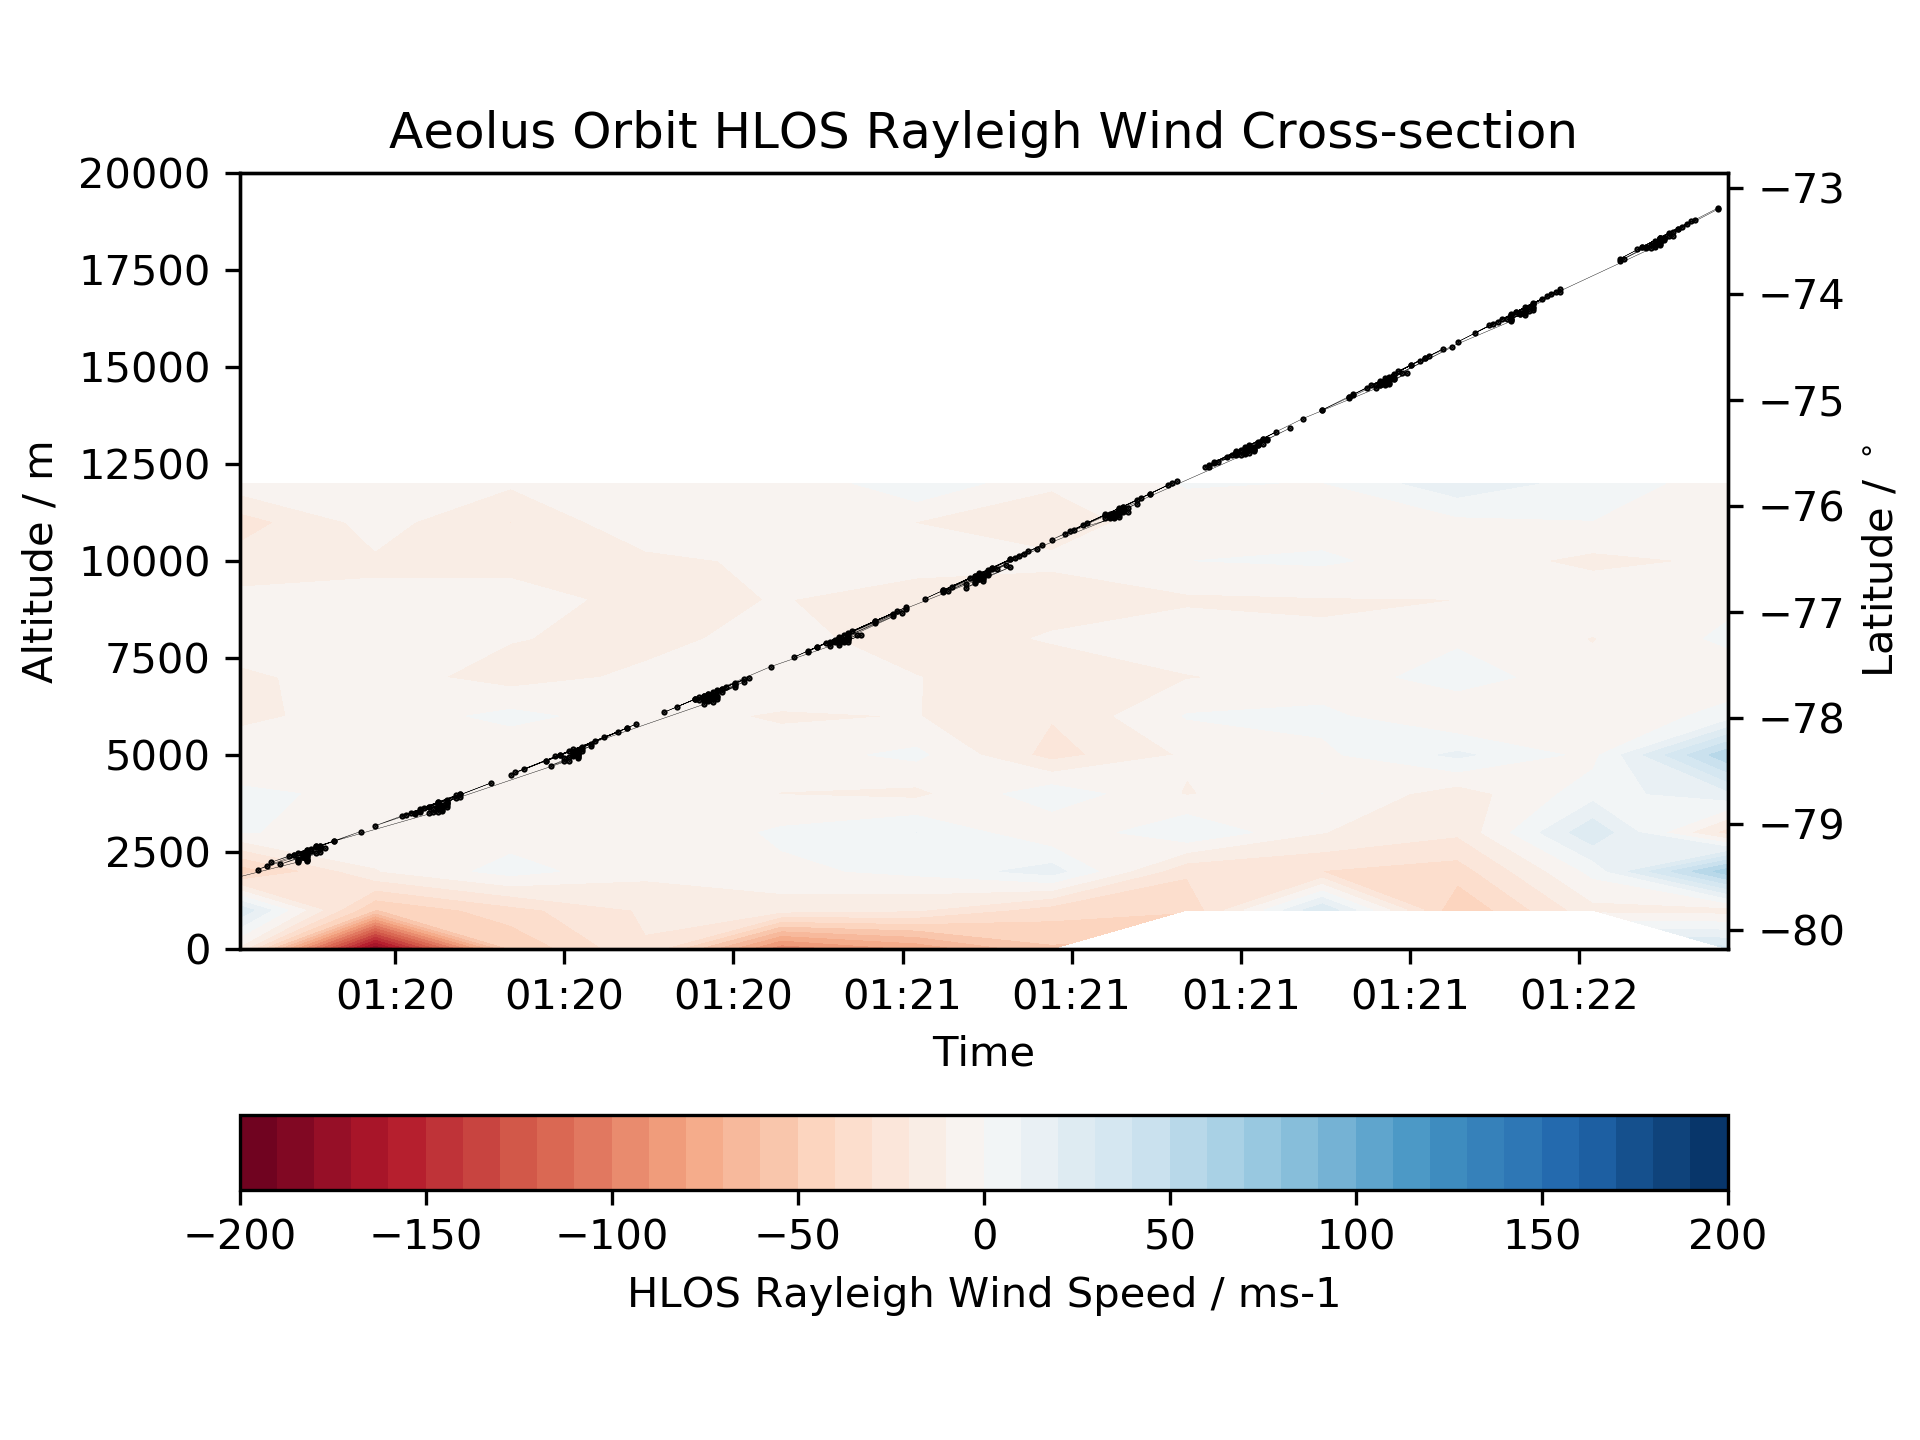 Aeolus Orbit HLOS Rayleigh Wind Cross-section
20000
17500
15000
12500
10000
7500
5000
2500
0
Altitude / m
−73
−74
−75
−76
−77
−78
−79
−80
Latitude / °
01:20 01:20 01:20 01:21 01:21 01:21 01:21 01:22
Time
−200 −150 −100 −50 0 50 100 150 200
HLOS Rayleigh Wind Speed / ms-1